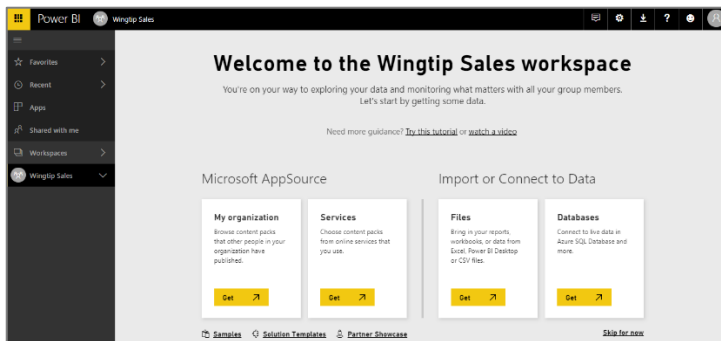 Power BI Wingtip Sales
?
Favorites
Recent
Apps
Shared with me
Workspaces
Wingtip Sales
Welcome to the Wingtip Sales workspace
You're on your way to exploring your data and monitoring what matters with all your group members.
Let's start by getting some data.
Need more guidance? Try this tutorial or watch a video
Microsoft AppSource
My organization
Browse content packs
that other people in your
organization have
published.
Get
Services
Choose content packs
from online services that
you use.
Get
Import or Connect to Data
Files
Bring in your reports,
workbooks, or data from
Excel, Power BI Desktop
or CSV files.
Get
Databases
Connect to live data in
Azure SQL Database and
more.
Get
Samples Solution Templates Partner Showcase
Skip for now